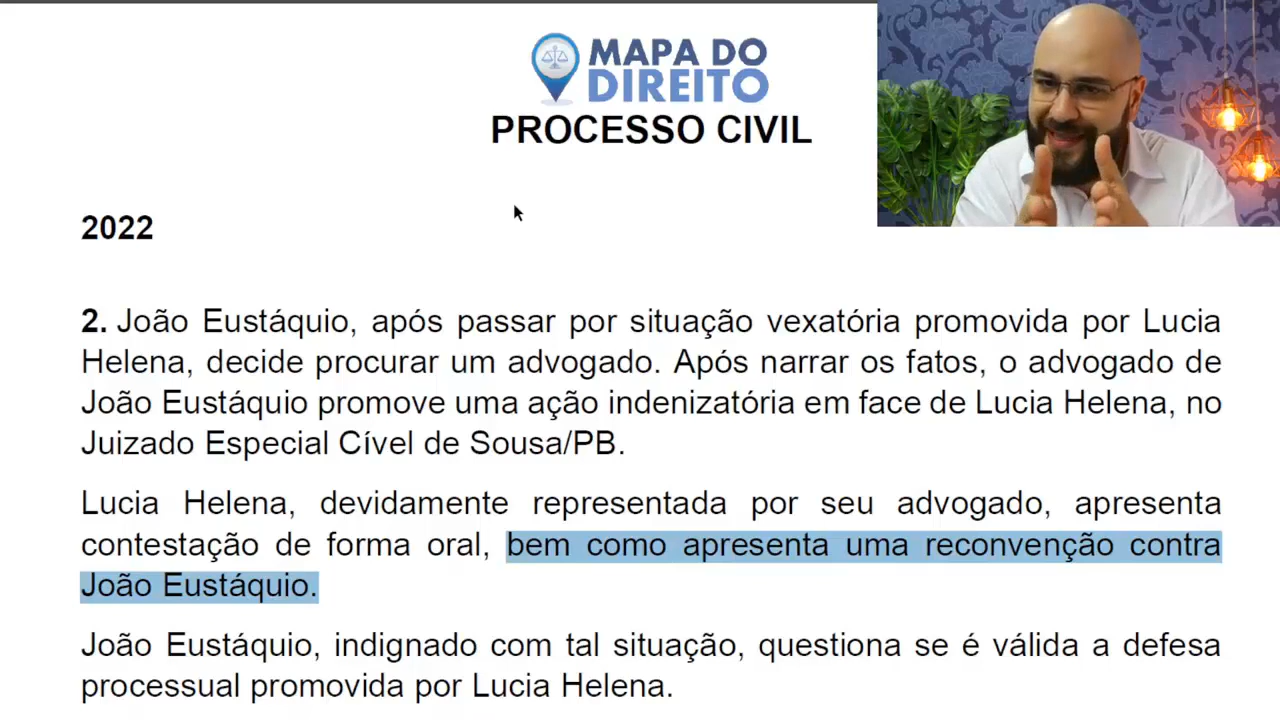 MAPA DO
DIREITO
PROCESSO CIVIL
2022
2. João Eustáquio, após passar por situação vexatória promovida por Lucia
Helena, decide procurar um advogado. Após narrar os fatos, o advogado de
João Eustáquio promove uma ação indenizatória em face de Lucia Helena, no
Juizado Especial Cível de Sousa/PB.
Lucia Helena, devidamente representada por seu advogado, apresenta
contestação de forma oral, bem como apresenta uma reconvenção contra
João Eustáquio.
João Eustáquio, indignado com tal situação, questiona se é válida a defesa
processual promovida por Lucia Helena.